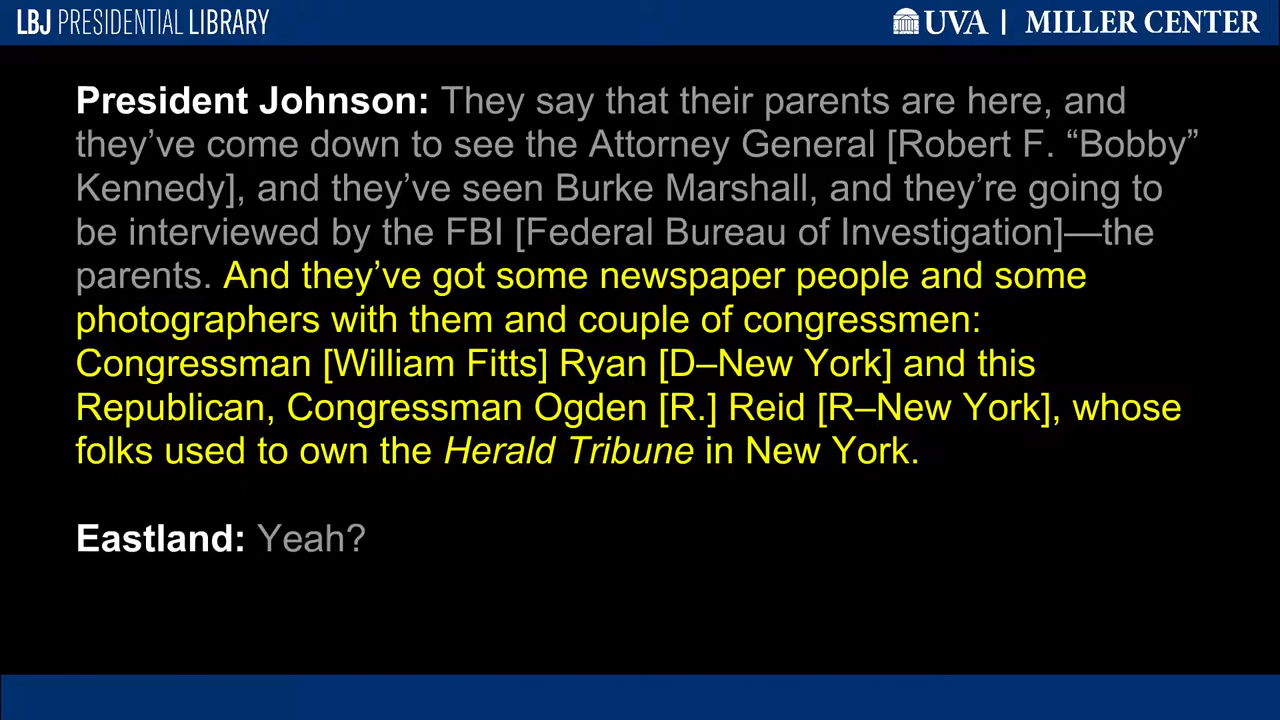 LBJ PRESIDENTIAL LIBRARY
UVA | MILLER CENTER
President Johnson: They say that their parents are here, and
they’ve come down to see the Attorney General [Robert F. “Bobby”
Kennedy], and they’ve seen Burke Marshall, and they’re going to
be interviewed by the FBI [Federal Bureau of Investigation]—the
parents. And they’ve got some newspaper people and some
photographers with them and couple of congressmen:
Congressman [William Fitts] Ryan [D–New York] and this
Republican, Congressman Ogden [R.] Reid [R–New York], whose
folks used to own the Herald Tribune in New York.
Eastland: Yeah?